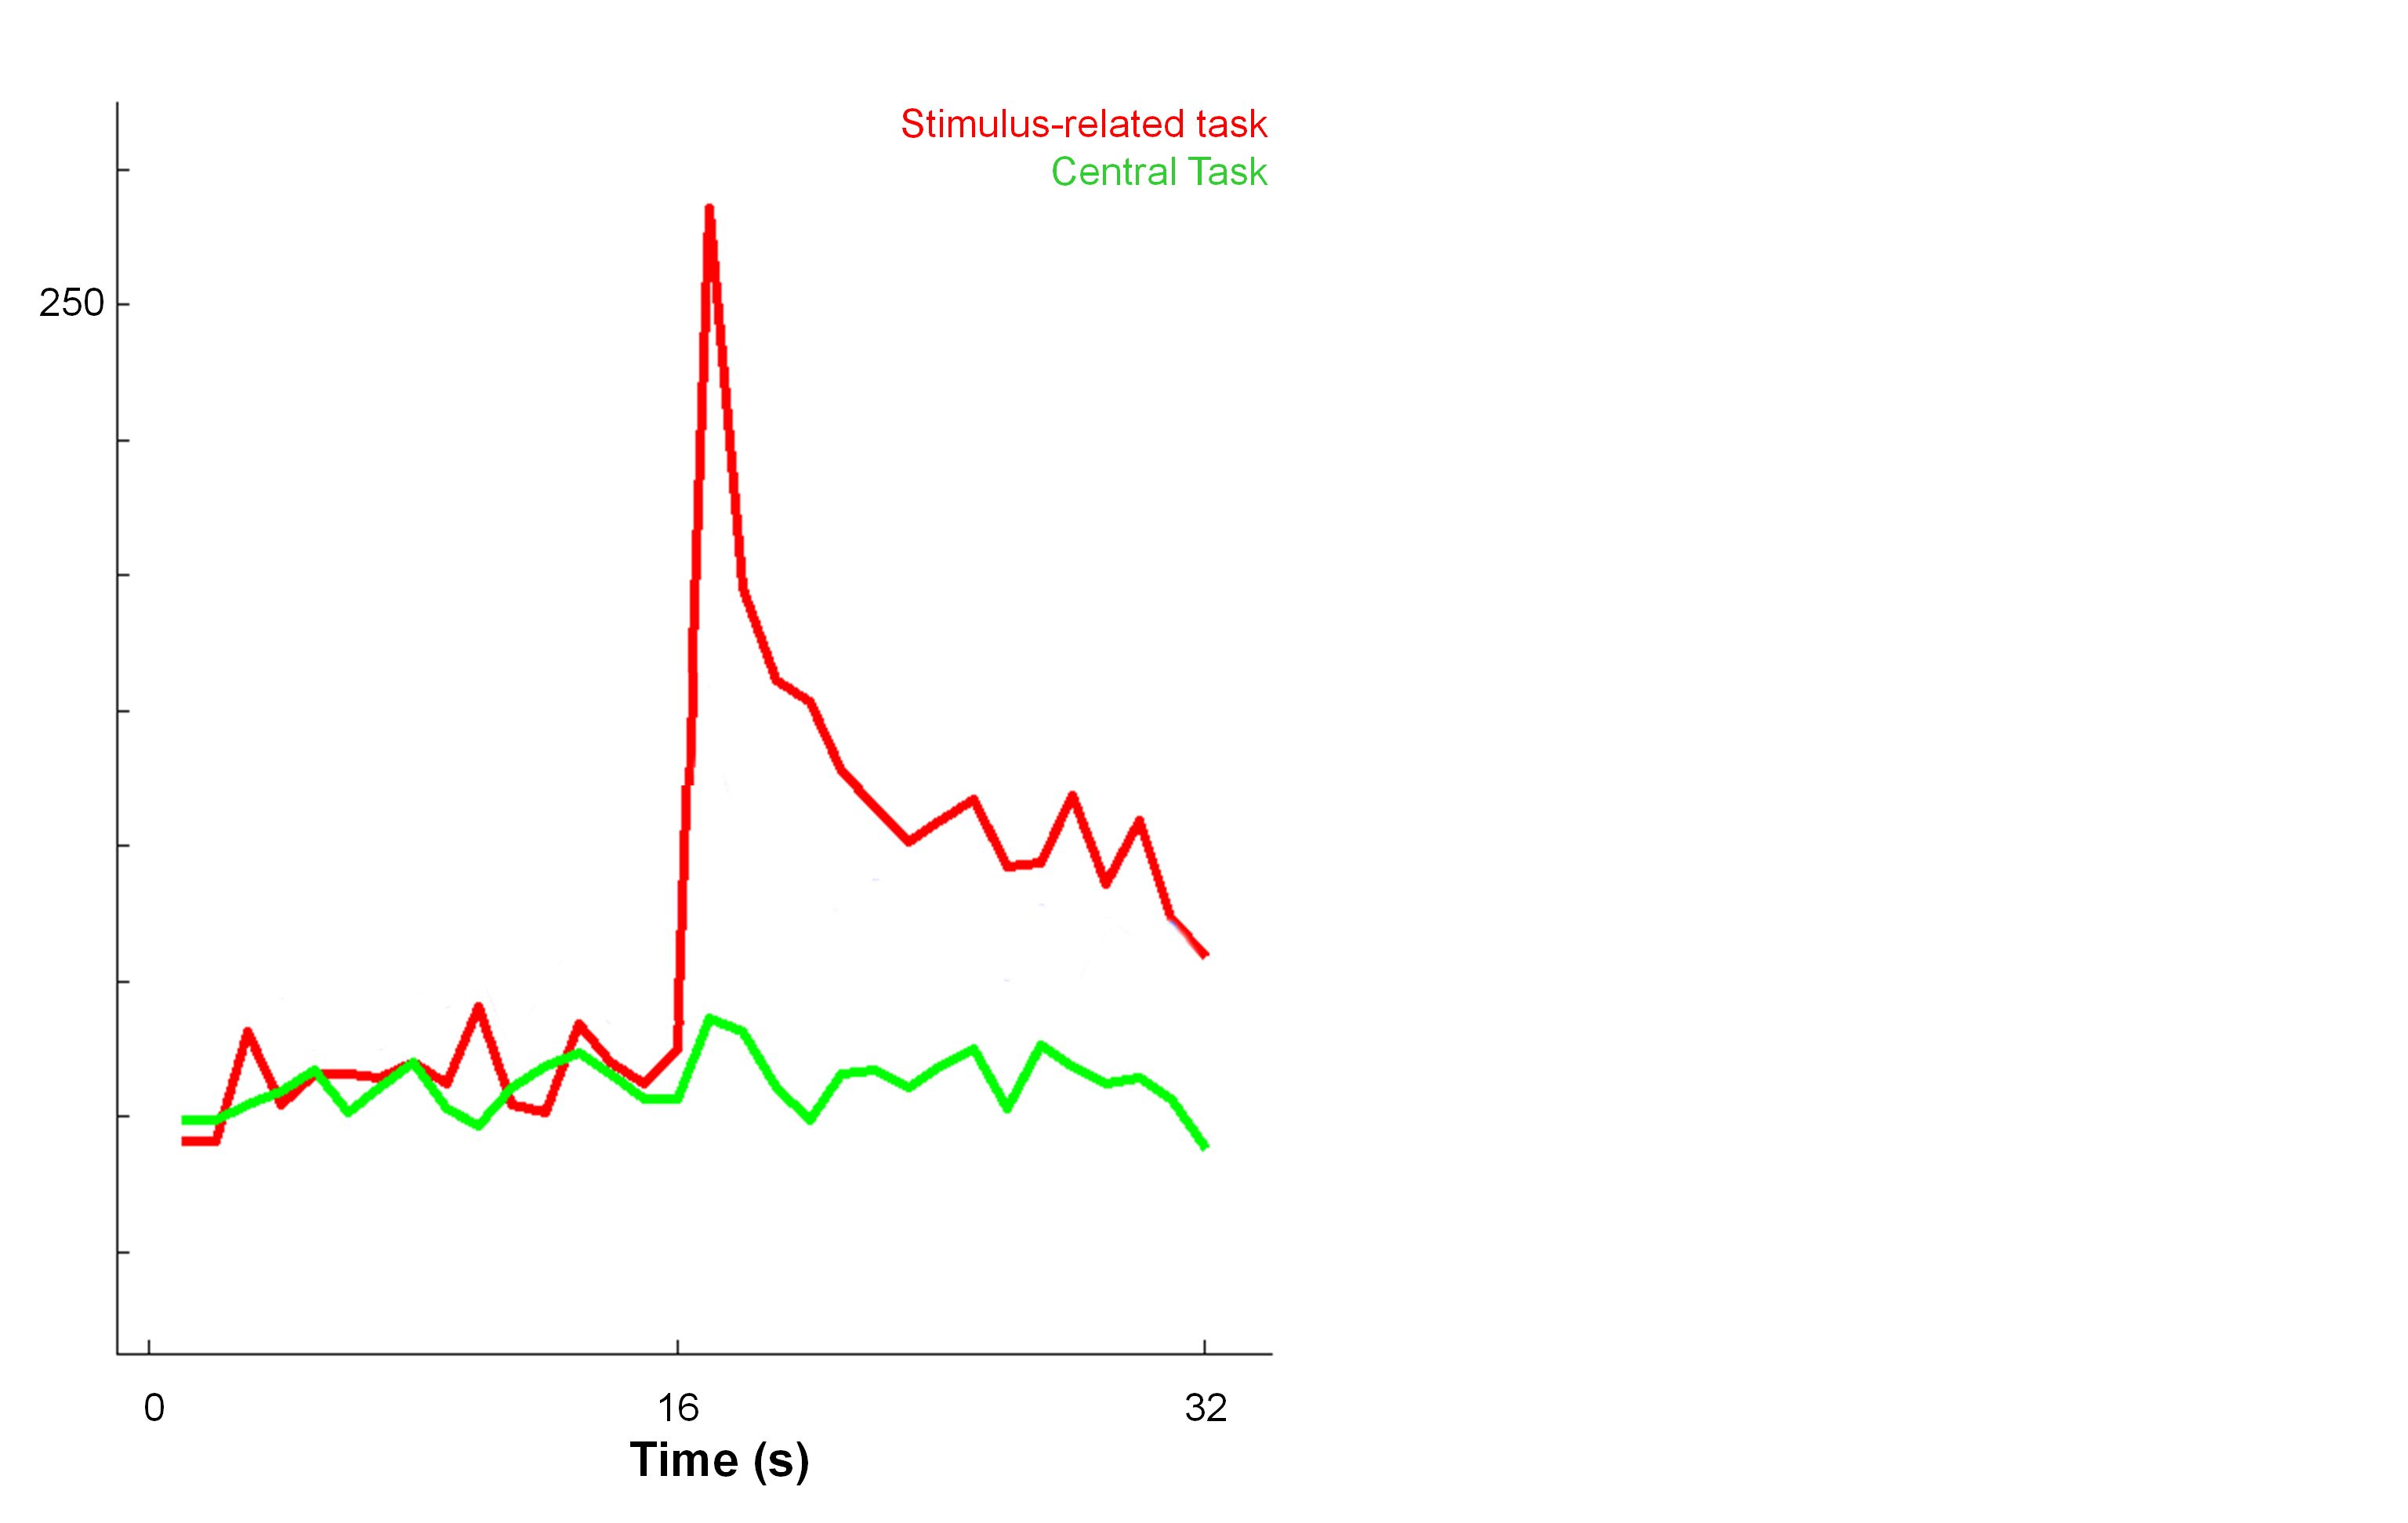 Stimulus-related task
Central Task
250
0 16 32
Time (s)